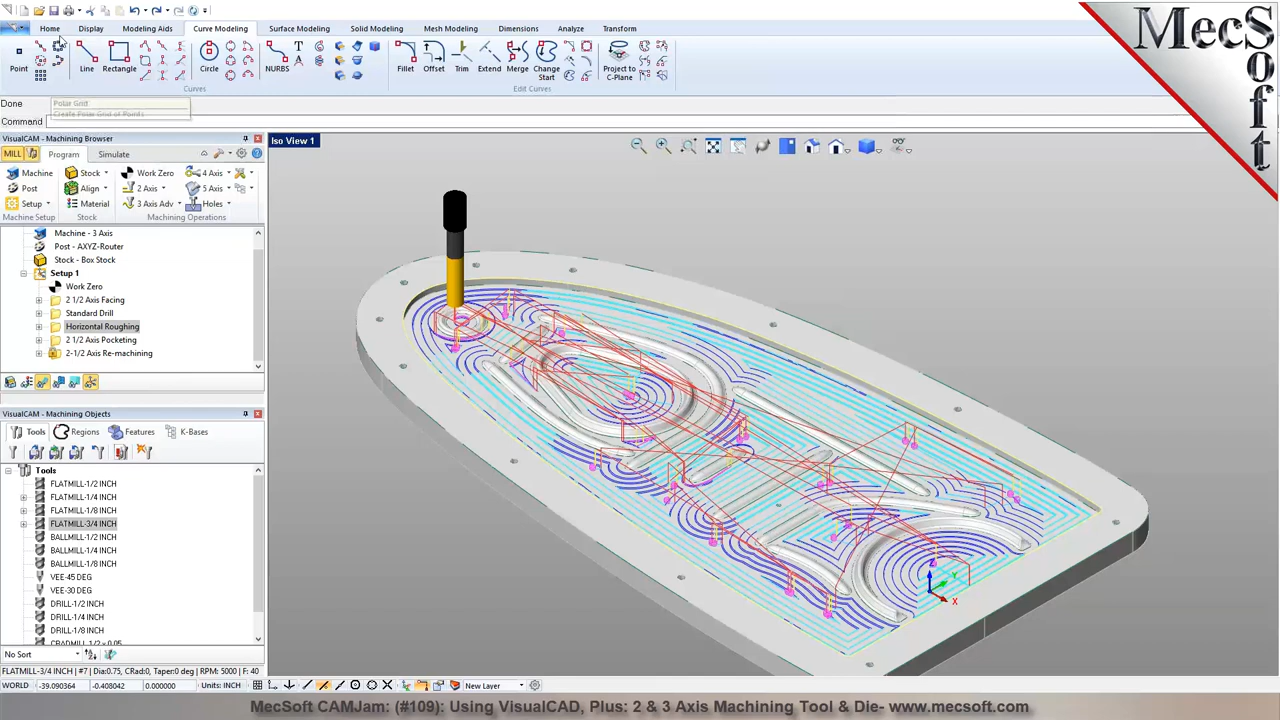 Home Display Modeling Aids Curve Modeling Surface Modeling Solid Modeling Mesh Modeling Dimensions Analyze Transform
Point Line Rectangle Circle NURBS Fillet Offset Trim Extend Merge Change Start Project to C-Plane
Curves Edit Curves
Done
Polar Grid
Create Polar Grid of Points
Command
MecSoft
VisualCAM - Machining Browser
MILL Program Simulate
Machine Stock Work Zero 4 Axis
Post Align 2 Axis 5 Axis
Setup Material 3 Axis Adv Holes
Machine Setup Stock Machining Operations
Machine - 3 Axis
Post - AXYZ-Router
Stock - Box Stock
Setup 1
Work Zero
2 1/2 Axis Facing
Standard Drill
Horizontal Roughing
2 1/2 Axis Pocketing
2-1/2 Axis Re-machining
VisualCAM - Machining Objects
Tools Regions Features K-Bases
Tools
FLATMILL-1/2 INCH
FLATMILL-1/4 INCH
FLATMILL-1/8 INCH
FLATMILL-3/4 INCH
BALLMILL-1/2 INCH
BALLMILL-1/4 INCH
BALLMILL-1/8 INCH
VEE-45 DEG
VEE-30 DEG
DRILL-1/2 INCH
DRILL-1/4 INCH
DRILL-1/8 INCH
CRADMILL-1/2 x 0.05
No Sort
FLATMILL-3/4 INCH | #7 | Dia:0.75, CRad:0, Taper:0 deg | RPM: 5000 | F: 40
WORLD -39.090364 -0.408042 0.000000 Units: INCH New Layer
Iso View 1
Z
Y
X
MecSoft CAMJam: (#109): Using VisualCAD, Plus: 2 & 3 Axis Machining Tool & Die- www.mecsoft.com